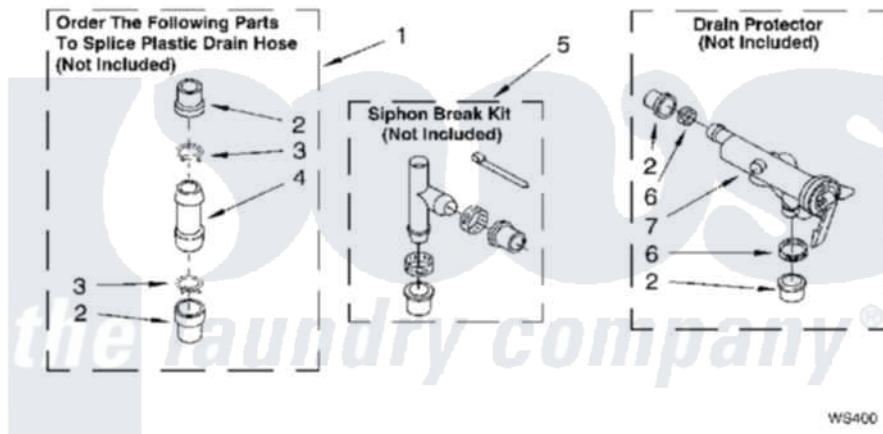 Order The Following Parts
To Splice Plastic Drain Hose
(Not Included)
1
2
3
4
3
2
5
Siphon Break Kit
(Not Included)
Drain Protector
(Not Included)
2
6
7
6
2
the laundry company®
WS400